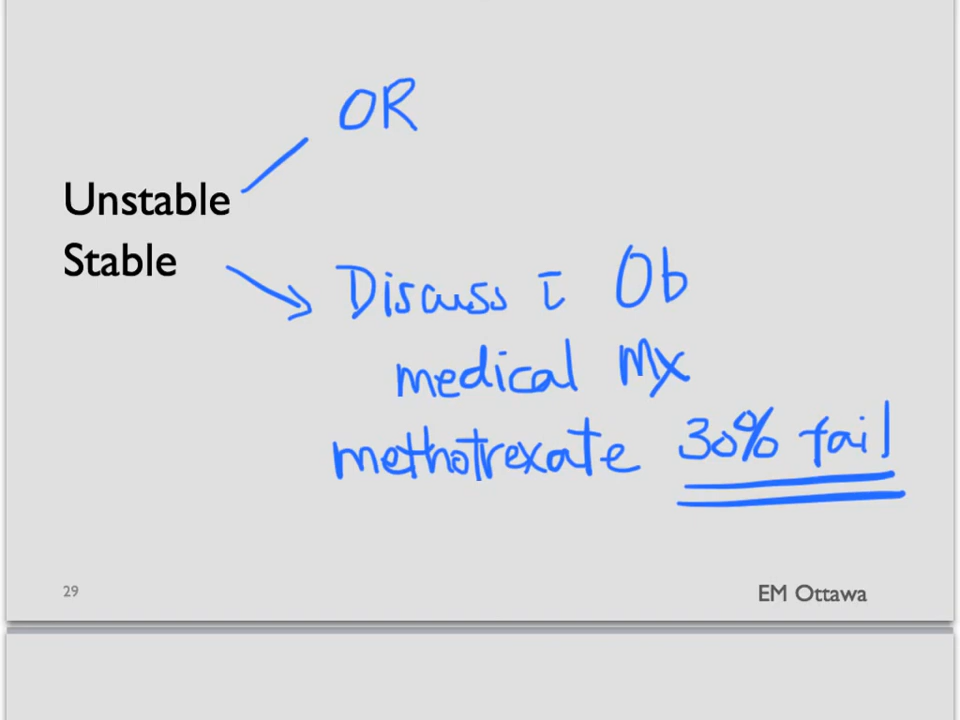 OR
Unstable
Stable
Discuss c̄ Ob
medical Mx
methotrexate 30% fail
29
EM Ottawa